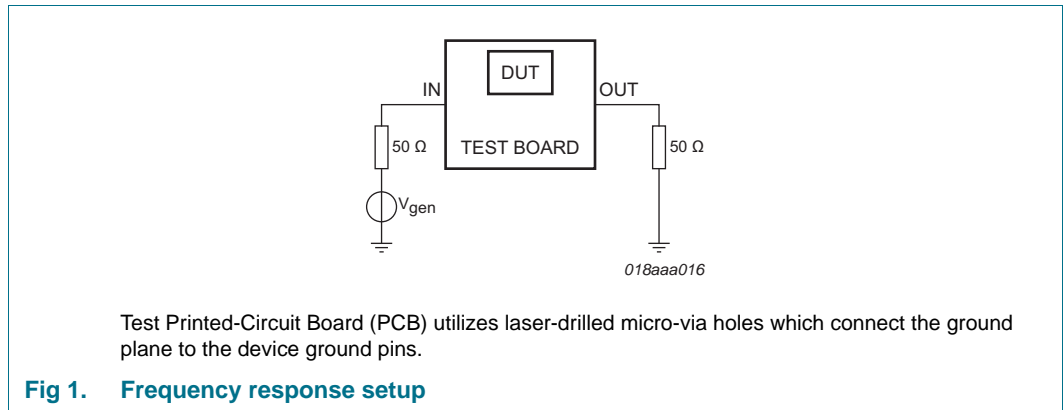 DUT
IN
OUT
50 Ω
TEST BOARD
50 Ω
Vgen
018aaa016
Test Printed-Circuit Board (PCB) utilizes laser-drilled micro-via holes which connect the ground
plane to the device ground pins.
Fig 1. Frequency response setup